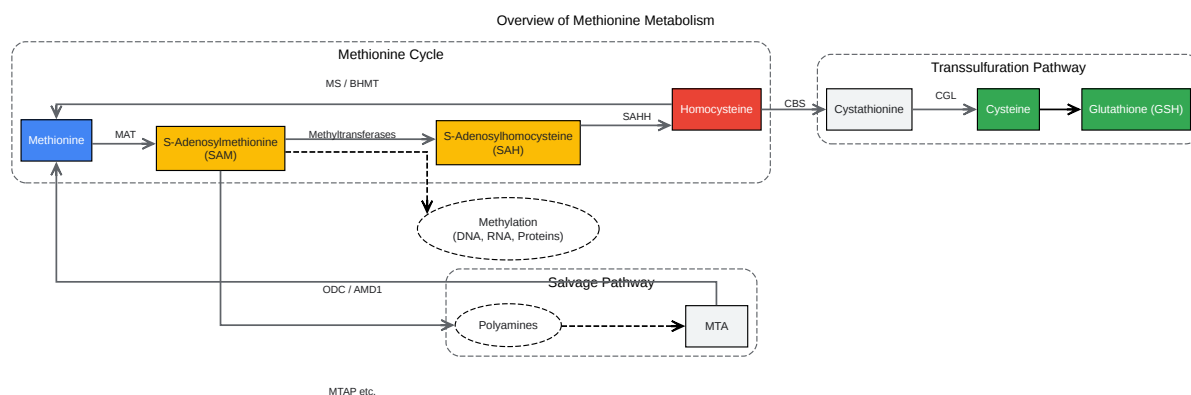 Overview of Methionine Metabolism
Methionine Cycle
Transsulfuration Pathway
MS / BHMT
Methionine
MAT
S-Adenosylmethionine
(SAM)
Methyltransferases
S-Adenosylhomocysteine
(SAH)
SAHH
Homocysteine
CBS
Cystathionine
CGL
Cysteine
Glutathione (GSH)
Methylation
(DNA, RNA, Proteins)
Salvage Pathway
ODC / AMD1
Polyamines
MTA
MTAP etc.